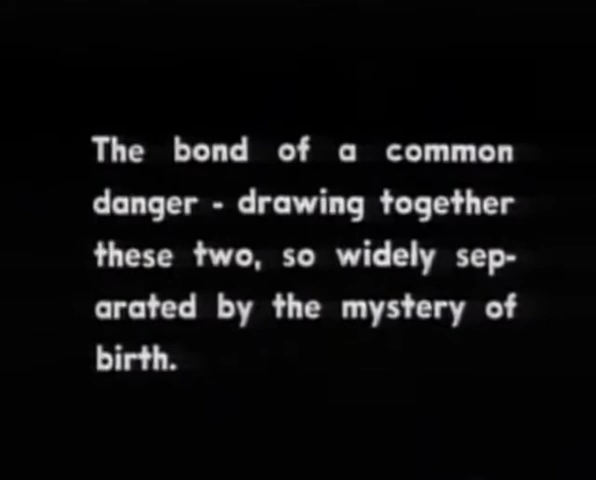 The bond of a common
danger - drawing together
these two, so widely sep-
arated by the mystery of
birth.